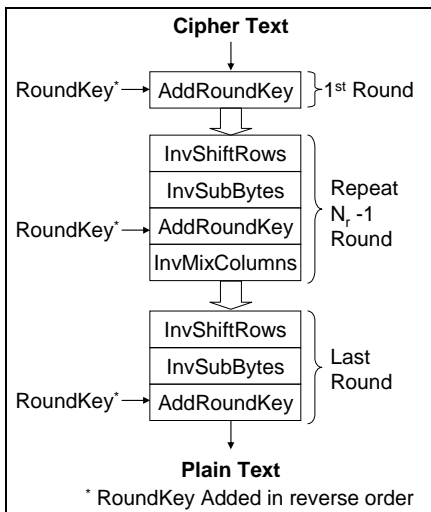 Cipher Text
RoundKey* AddRoundKey 1st Round
InvShiftRows
InvSubBytes
RoundKey* AddRoundKey
InvMixColumns
Repeat
Nr -1
Round
InvShiftRows
InvSubBytes
RoundKey* AddRoundKey
Last
Round
Plain Text
* RoundKey Added in reverse order